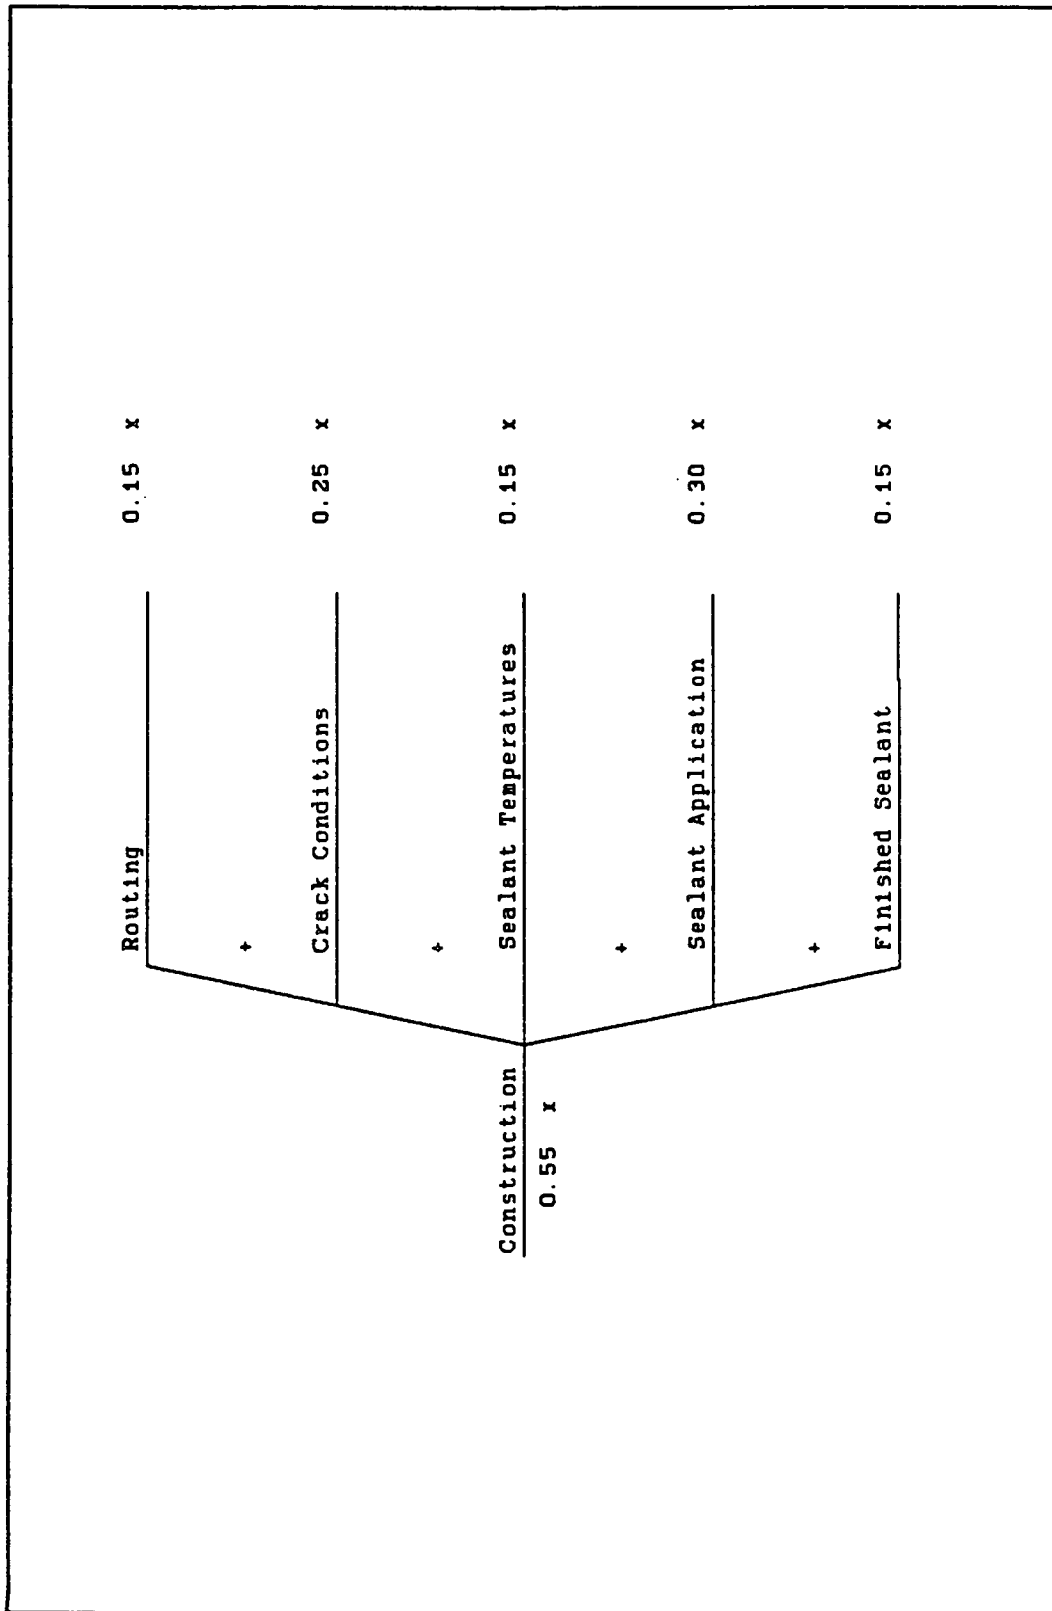 Routing 0.15 x
+
Crack Conditions 0.25 x
+
Construction Sealant Temperatures 0.15 x
0.55 x
+
Sealant Application 0.30 x
+
Finished Sealant 0.15 x